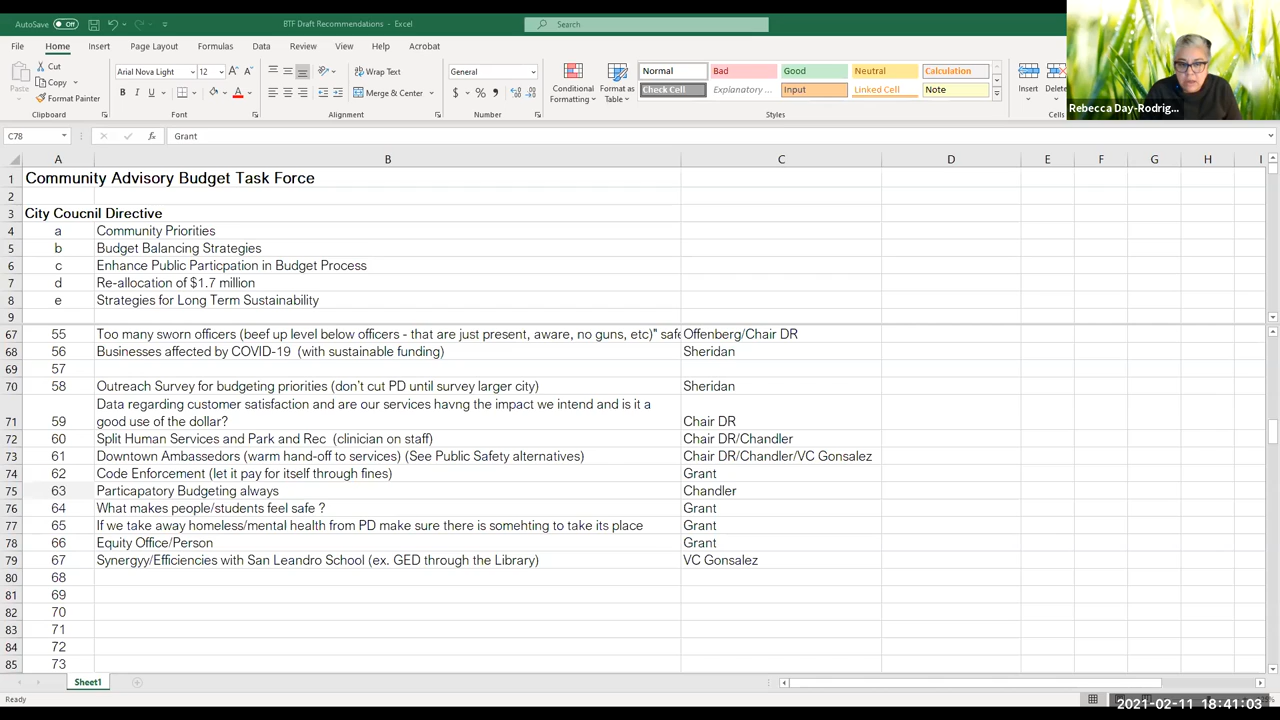 AutoSave Off BTF Draft Recommendations - Excel Search
File Home Insert Page Layout Formulas Data Review View Help Acrobat
Paste Cut Copy Format Painter Clipboard
Arial Nova Light 12 A A B I U Font
Wrap Text Merge & Center Alignment
General $ % Number
Conditional Formatting Format as Table
Normal Bad Good Neutral Calculation
Check Cell Explanatory ... Input Linked Cell Note
Styles
Insert Delete Cells
Rebecca Day-Rodrig...
C78 fx Grant
A B C D E F G H I
1 Community Advisory Budget Task Force
2
3 City Coucnil Directive
4 a Community Priorities
5 b Budget Balancing Strategies
6 c Enhance Public Particpation in Budget Process
7 d Re-allocation of $1.7 million
8 e Strategies for Long Term Sustainability
9
67 55 Too many sworn officers (beef up level below officers - that are just present, aware, no guns, etc)" safe Offenberg/Chair DR
68 56 Businesses affected by COVID-19 (with sustainable funding) Sheridan
69 57
70 58 Outreach Survey for budgeting priorities (don't cut PD until survey larger city) Sheridan
Data regarding customer satisfaction and are our services havng the impact we intend and is it a
71 59 good use of the dollar? Chair DR
72 60 Split Human Services and Park and Rec (clinician on staff) Chair DR/Chandler
73 61 Downtown Ambassedors (warm hand-off to services) (See Public Safety alternatives) Chair DR/Chandler/VC Gonsalez
74 62 Code Enforcement (let it pay for itself through fines) Grant
75 63 Particapatory Budgeting always Chandler
76 64 What makes people/students feel safe ? Grant
77 65 If we take away homeless/mental health from PD make sure there is somehting to take its place Grant
78 66 Equity Office/Person Grant
79 67 Synergyy/Efficiencies with San Leandro School (ex. GED through the Library) VC Gonsalez
80 68
81 69
82 70
83 71
84 72
85 73
Sheet1
Ready
2021-02-11 18:41:03